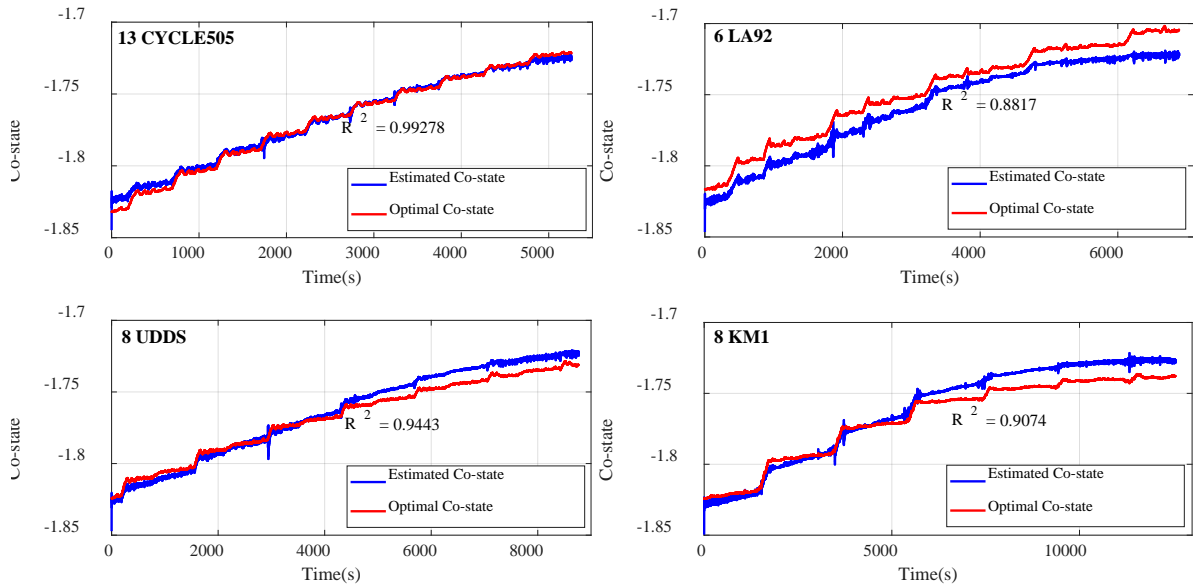 -1.7
13 CYCLE505
-1.75
-1.8
-1.85
Co-state
R 2 = 0.99278
Estimated Co-state
Optimal Co-state
0 1000 2000 3000 4000 5000
Time(s)
-1.7
6 LA92
-1.75
-1.8
-1.85
Co-state
R 2 = 0.8817
Estimated Co-state
Optimal Co-state
0 2000 4000 6000
Time(s)
-1.7
8 UDDS
-1.75
-1.8
-1.85
Co-state
R 2 = 0.9443
Estimated Co-state
Optimal Co-state
0 2000 4000 6000 8000
Time(s)
-1.7
8 KM1
-1.75
-1.8
-1.85
Co-state
R 2 = 0.9074
Estimated Co-state
Optimal Co-state
0 5000 10000
Time(s)